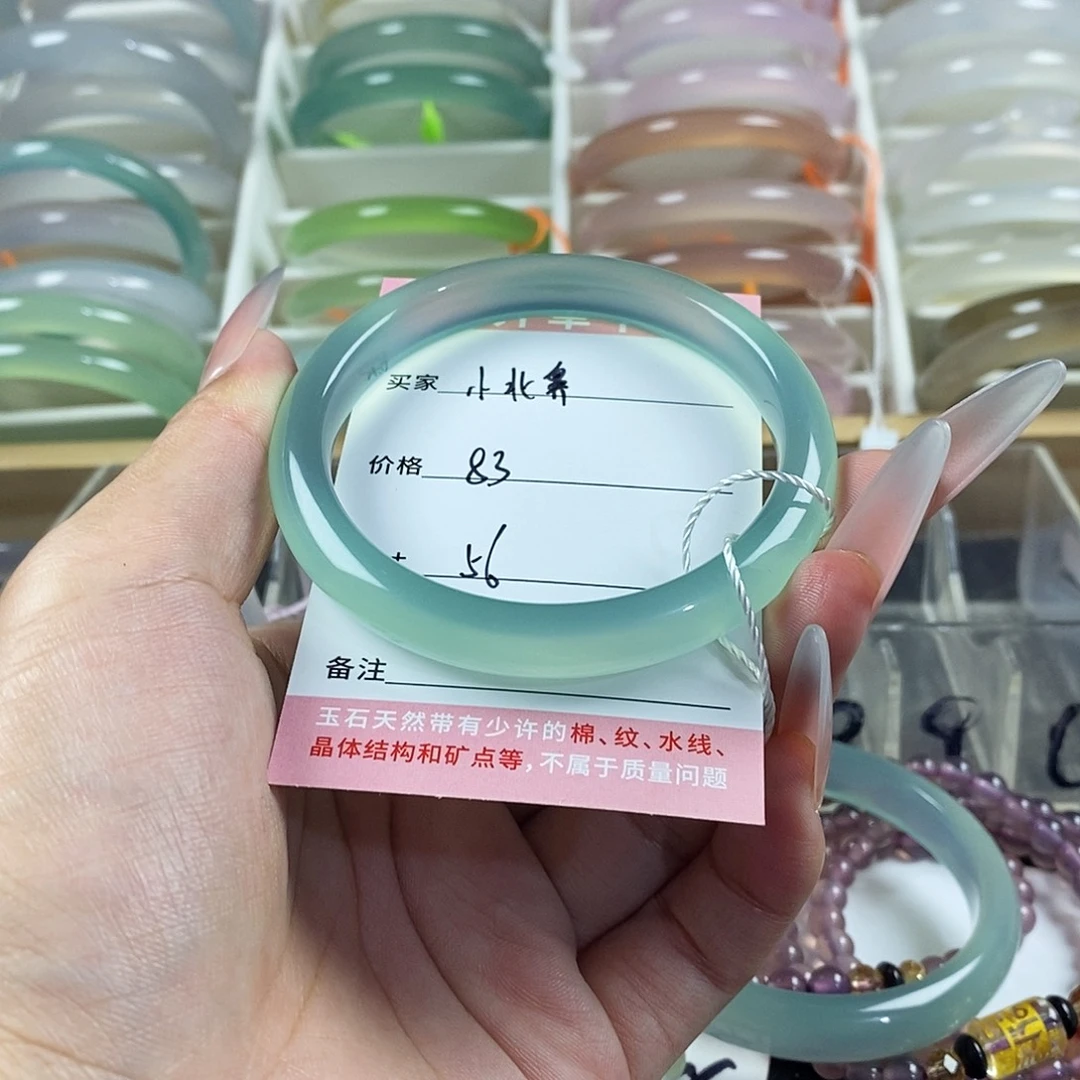 买家 小北鼻
价格 83
56
备注
玉石天然带有少许的棉、纹、水线、
晶体结构和矿点等,不属于质量问题